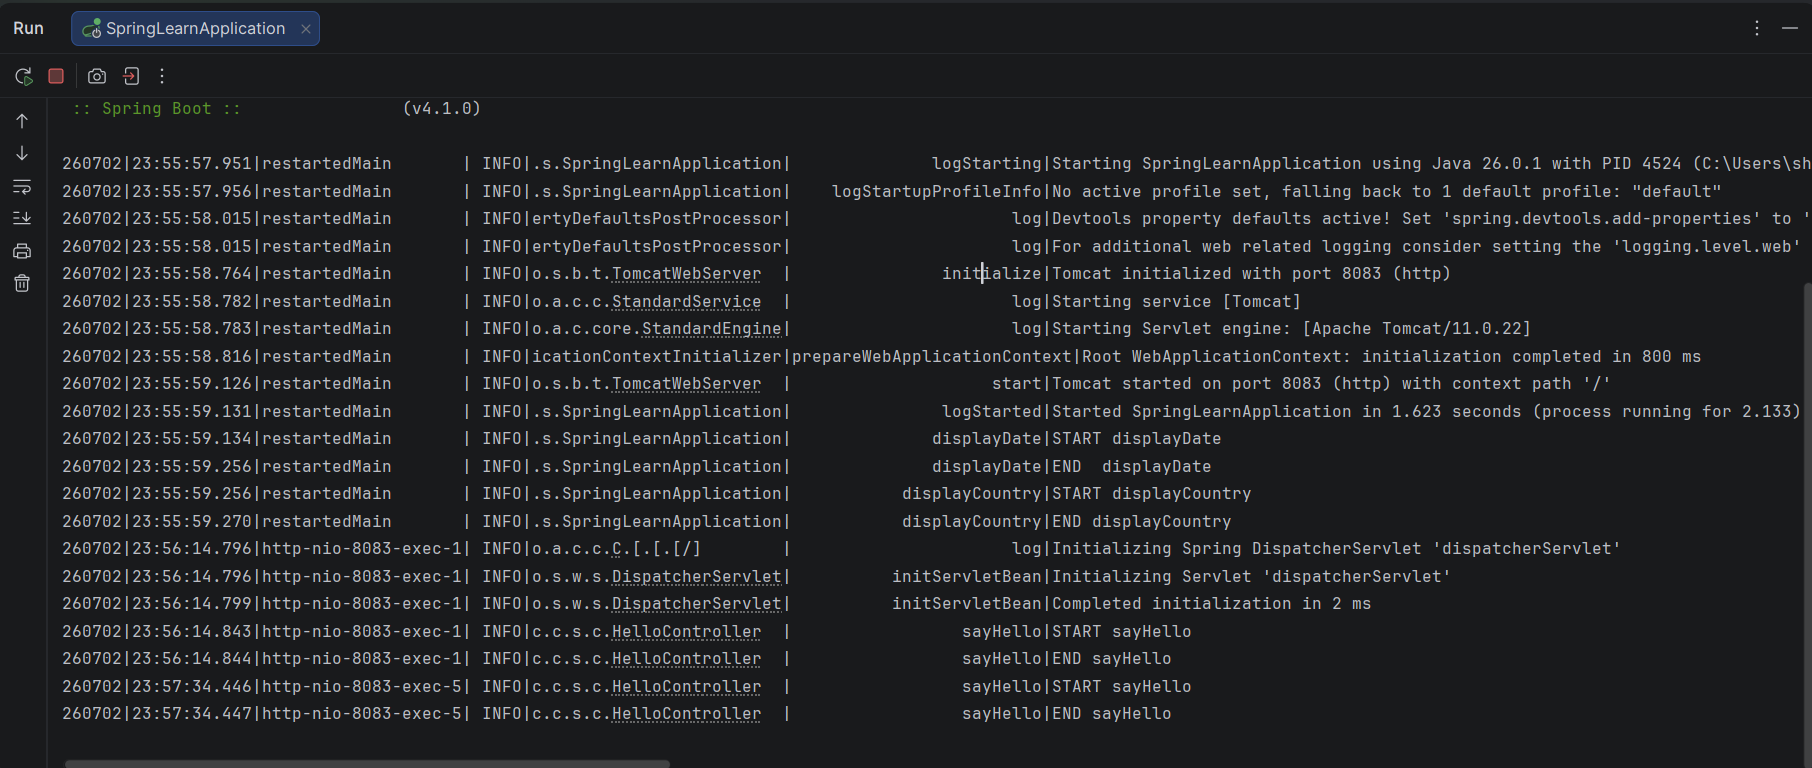 Run SpringLearnApplication
:: Spring Boot :: (v4.1.0)
260702|23:55:57.951|restartedMain | INFO|.s.SpringLearnApplication| logStarting|Starting SpringLearnApplication using Java 26.0.1 with PID 4524 (C:\Users\sh
260702|23:55:57.956|restartedMain | INFO|.s.SpringLearnApplication| logStartupProfileInfo|No active profile set, falling back to 1 default profile: "default"
260702|23:55:58.015|restartedMain | INFO|ertyDefaultsPostProcessor| log|Devtools property defaults active! Set 'spring.devtools.add-properties' to '
260702|23:55:58.015|restartedMain | INFO|ertyDefaultsPostProcessor| log|For additional web related logging consider setting the 'logging.level.web'
260702|23:55:58.764|restartedMain | INFO|o.s.b.t.TomcatWebServer | initialize|Tomcat initialized with port 8083 (http)
260702|23:55:58.782|restartedMain | INFO|o.a.c.c.StandardService | log|Starting service [Tomcat]
260702|23:55:58.783|restartedMain | INFO|o.a.c.core.StandardEngine| log|Starting Servlet engine: [Apache Tomcat/11.0.22]
260702|23:55:58.816|restartedMain | INFO|icationContextInitializer|prepareWebApplicationContext|Root WebApplicationContext: initialization completed in 800 ms
260702|23:55:59.126|restartedMain | INFO|o.s.b.t.TomcatWebServer | start|Tomcat started on port 8083 (http) with context path '/'
260702|23:55:59.131|restartedMain | INFO|.s.SpringLearnApplication| logStarted|Started SpringLearnApplication in 1.623 seconds (process running for 2.133)
260702|23:55:59.134|restartedMain | INFO|.s.SpringLearnApplication| displayDate|START displayDate
260702|23:55:59.256|restartedMain | INFO|.s.SpringLearnApplication| displayDate|END  displayDate
260702|23:55:59.256|restartedMain | INFO|.s.SpringLearnApplication| displayCountry|START displayCountry
260702|23:55:59.270|restartedMain | INFO|.s.SpringLearnApplication| displayCountry|END displayCountry
260702|23:56:14.796|http-nio-8083-exec-1| INFO|o.a.c.c.C.[.[.[/] | log|Initializing Spring DispatcherServlet 'dispatcherServlet'
260702|23:56:14.796|http-nio-8083-exec-1| INFO|o.s.w.s.DispatcherServlet| initServletBean|Initializing Servlet 'dispatcherServlet'
260702|23:56:14.799|http-nio-8083-exec-1| INFO|o.s.w.s.DispatcherServlet| initServletBean|Completed initialization in 2 ms
260702|23:56:14.843|http-nio-8083-exec-1| INFO|c.c.s.c.HelloController | sayHello|START sayHello
260702|23:56:14.844|http-nio-8083-exec-1| INFO|c.c.s.c.HelloController | sayHello|END sayHello
260702|23:57:34.446|http-nio-8083-exec-5| INFO|c.c.s.c.HelloController | sayHello|START sayHello
260702|23:57:34.447|http-nio-8083-exec-5| INFO|c.c.s.c.HelloController | sayHello|END sayHello